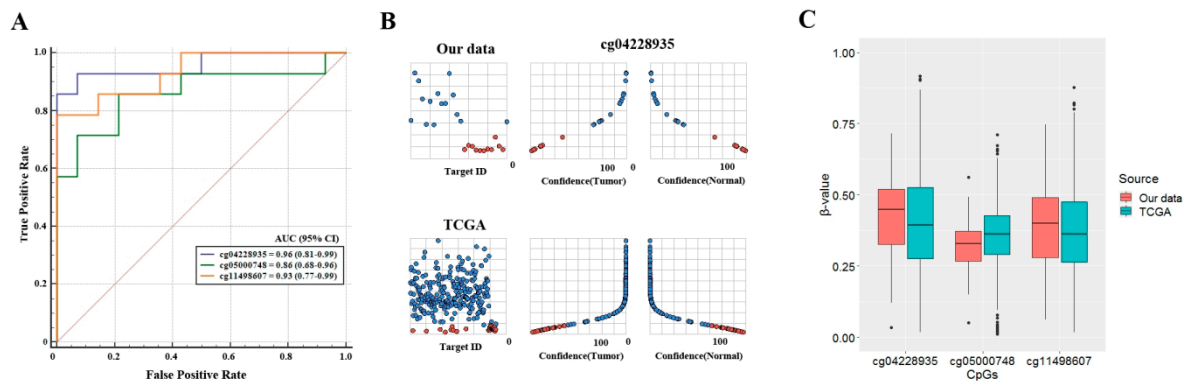 A
1.0
0.8
0.6
0.4
0.2
0
0
0.2
0.4
0.6
0.8
1.0
True Positive Rate
False Positive Rate
AUC (95% CI)
cg04228935 = 0.96 (0.81-0.99)
cg05000748 = 0.86 (0.68-0.96)
cg11498607 = 0.93 (0.77-0.99)
B
Our data
cg04228935
0
100
0
100
Target ID
Confidence(Tumor)
Confidence(Normal)
TCGA
0
100
0
100
Target ID
Confidence(Tumor)
Confidence(Normal)
C
1.00
0.75
0.50
0.25
0.00
β-value
cg04228935
cg05000748
cg11498607
CpGs
Source
Our data
TCGA